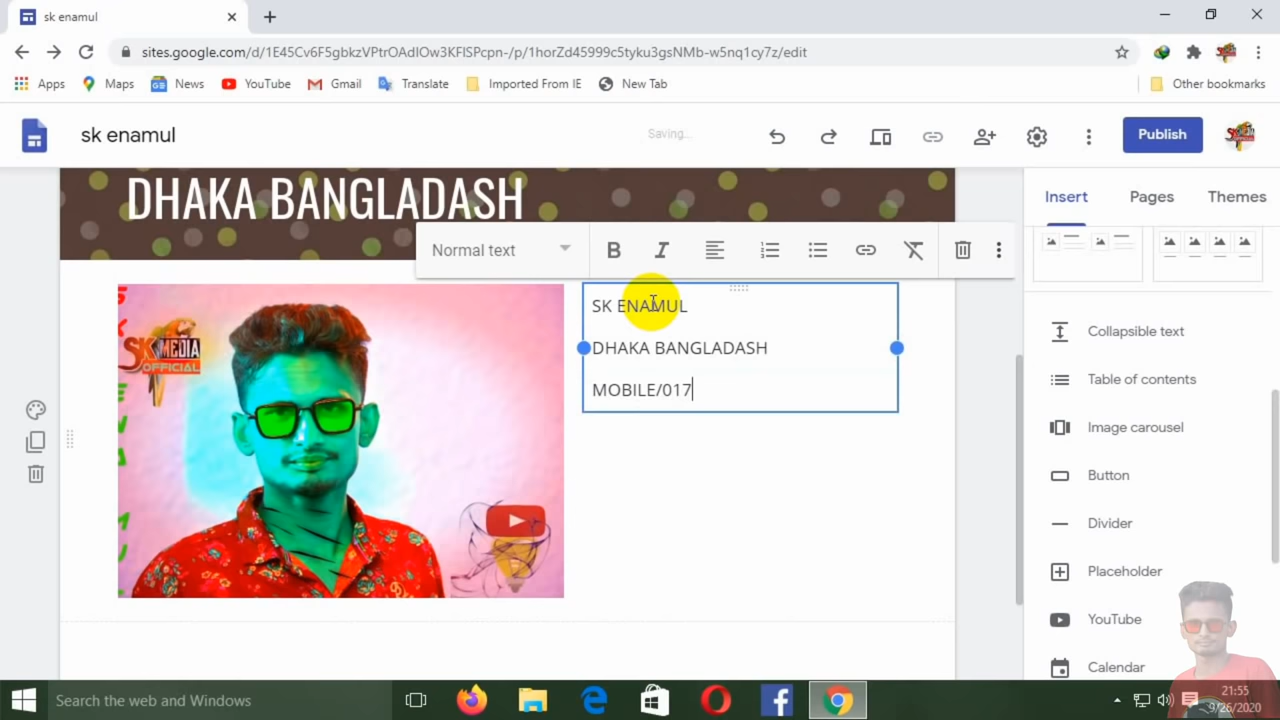 sk enamul
sites.google.com/d/1E45Cv6F5gbkzVPtrOAdIOw3KFlSPcpn-/p/1horZd45999c5tyku3gsNMb-w5nq1cy7z/edit
Apps Maps News YouTube Gmail Translate Imported From IE New Tab Other bookmarks
sk enamul Saving... Publish
Insert Pages Themes
DHAKA BANGLADASH
Normal text B I
SK ENAMUL
DHAKA BANGLADASH
MOBILE/017
SK MEDIA
OFFICIAL
Collapsible text
Table of contents
Image carousel
Button
Divider
Placeholder
YouTube
Calendar
Search the web and Windows
21:55
9/26/2020